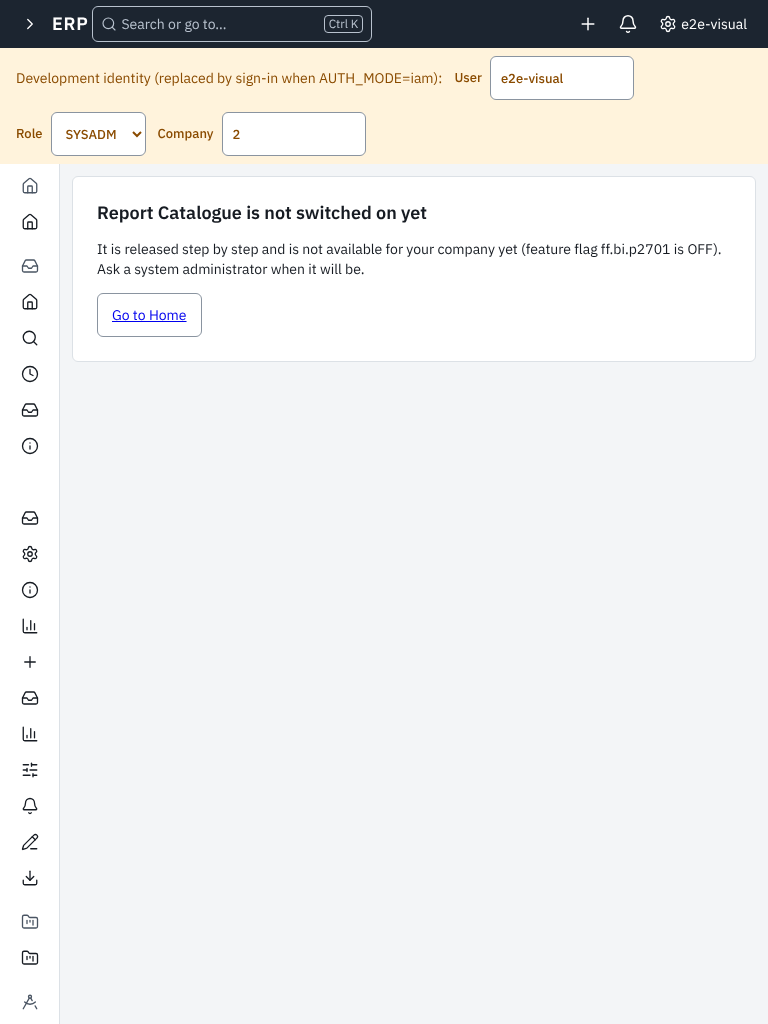 ERP Search or go to... Ctrl K e2e-visual
Development identity (replaced by sign-in when AUTH_MODE=iam): User e2e-visual
Role SYSADM Company 2
Report Catalogue is not switched on yet
It is released step by step and is not available for your company yet (feature flag ff.bi.p2701 is OFF).
Ask a system administrator when it will be.
Go to Home